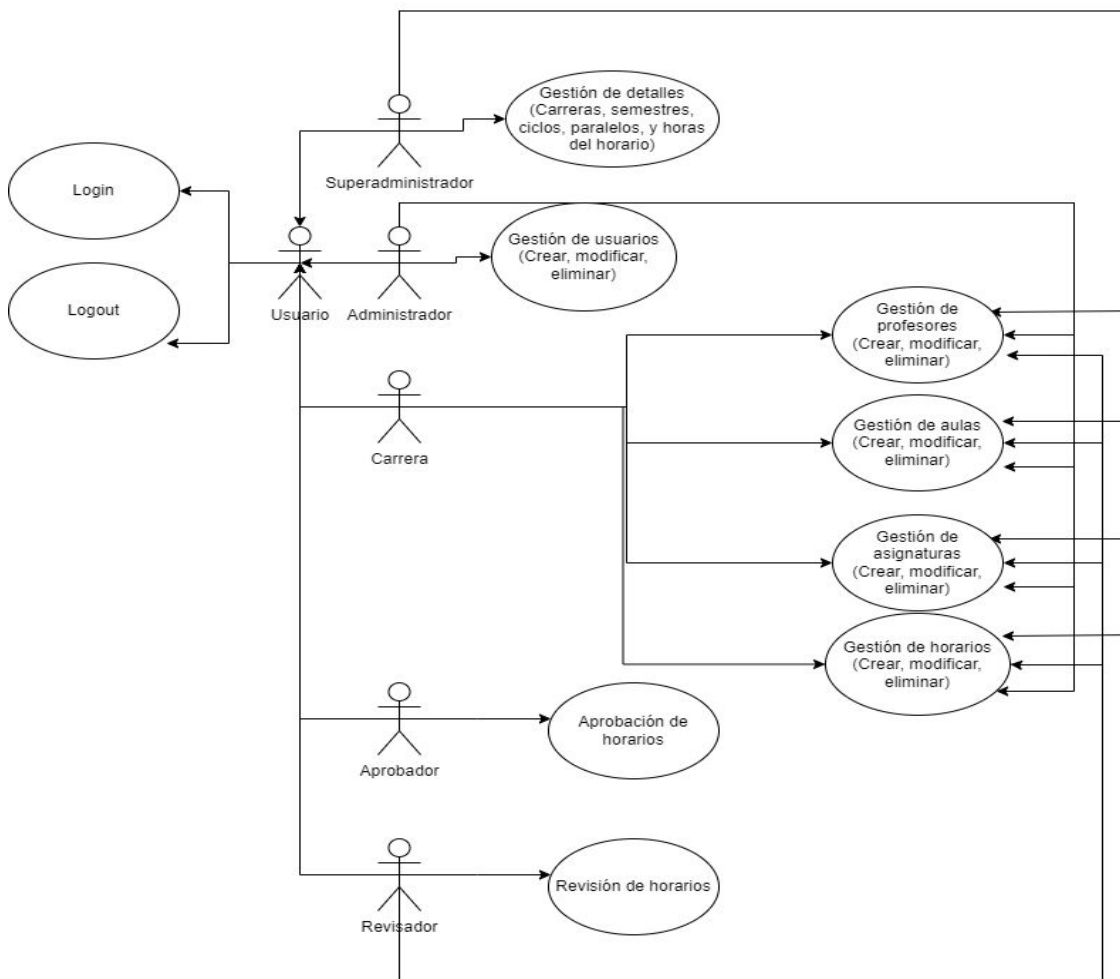 Gestión de detalles
(Carreras, semestres,
ciclos, paralelos, y horas
del horario)
Superadministrador
Login
Logout
Usuario
Administrador
Gestión de usuarios
(Crear, modificar,
eliminar)
Gestión de
profesores
(Crear, modificar,
eliminar)
Carrera
Gestión de aulas
(Crear, modificar,
eliminar)
Gestión de
asignaturas
(Crear, modificar,
eliminar)
Gestión de horarios
(Crear, modificar,
eliminar)
Aprobador
Aprobación de
horarios
Revisador
Revisión de horarios